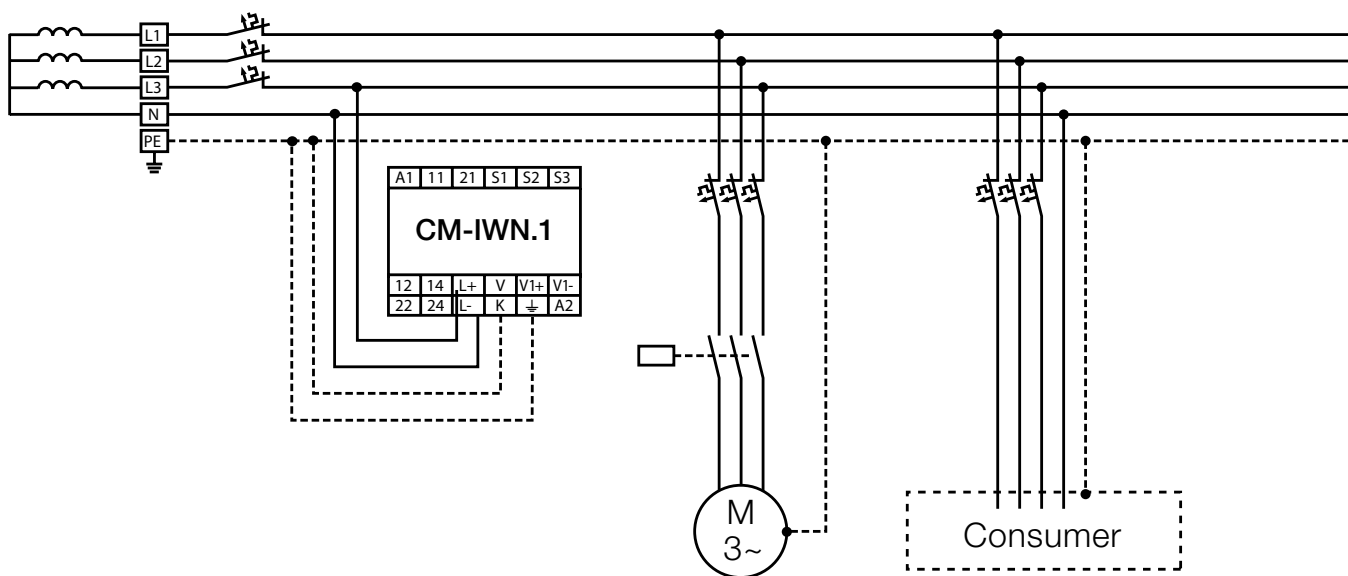 L1
L2
L3
N
PE
A1 11 21 S1 S2 S3
CM-IWN.1
12 14 L+ V V1+ V1-
22 24 L- K ⏚ A2
M
3~
Consumer